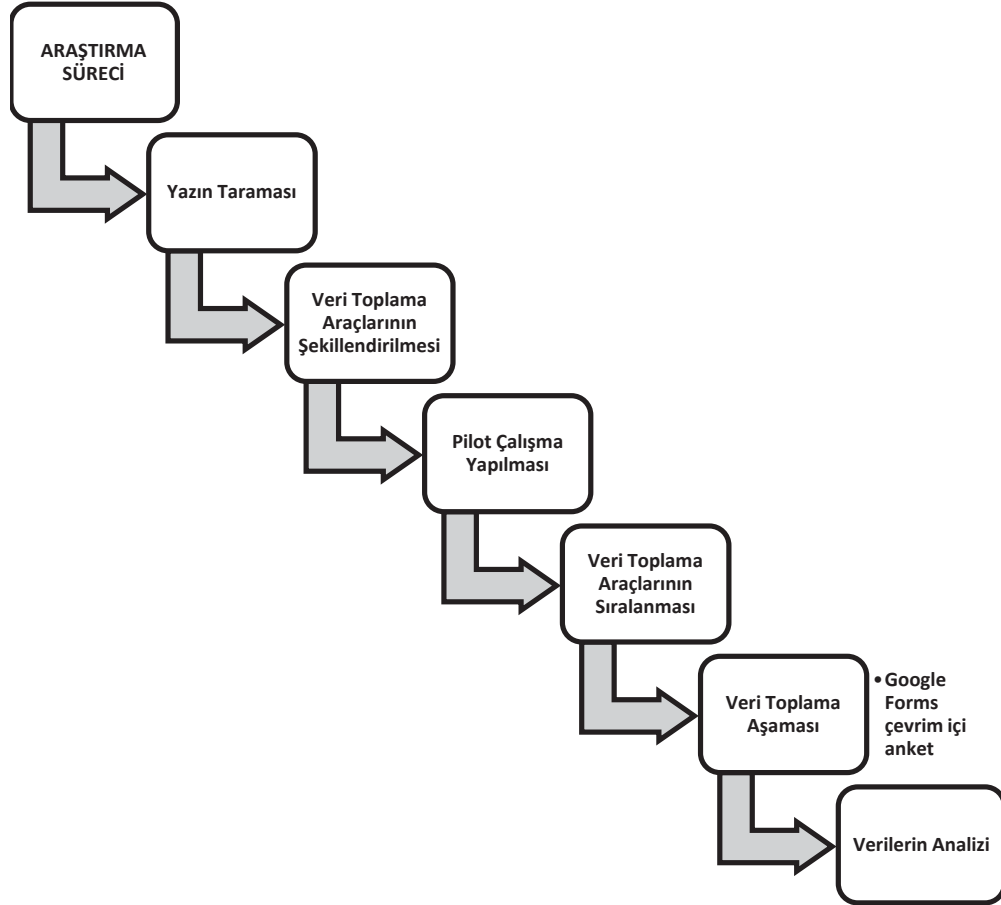 ARAŞTIRMA
SÜRECİ
Yazın Taraması
Veri Toplama
Araçlarının
Şekillendirilmesi
Pilot Çalışma
Yapılması
Veri Toplama
Araçlarının
Sıralanması
Veri Toplama
Aşaması
• Google
Forms
çevrim içi
anket
Verilerin Analizi